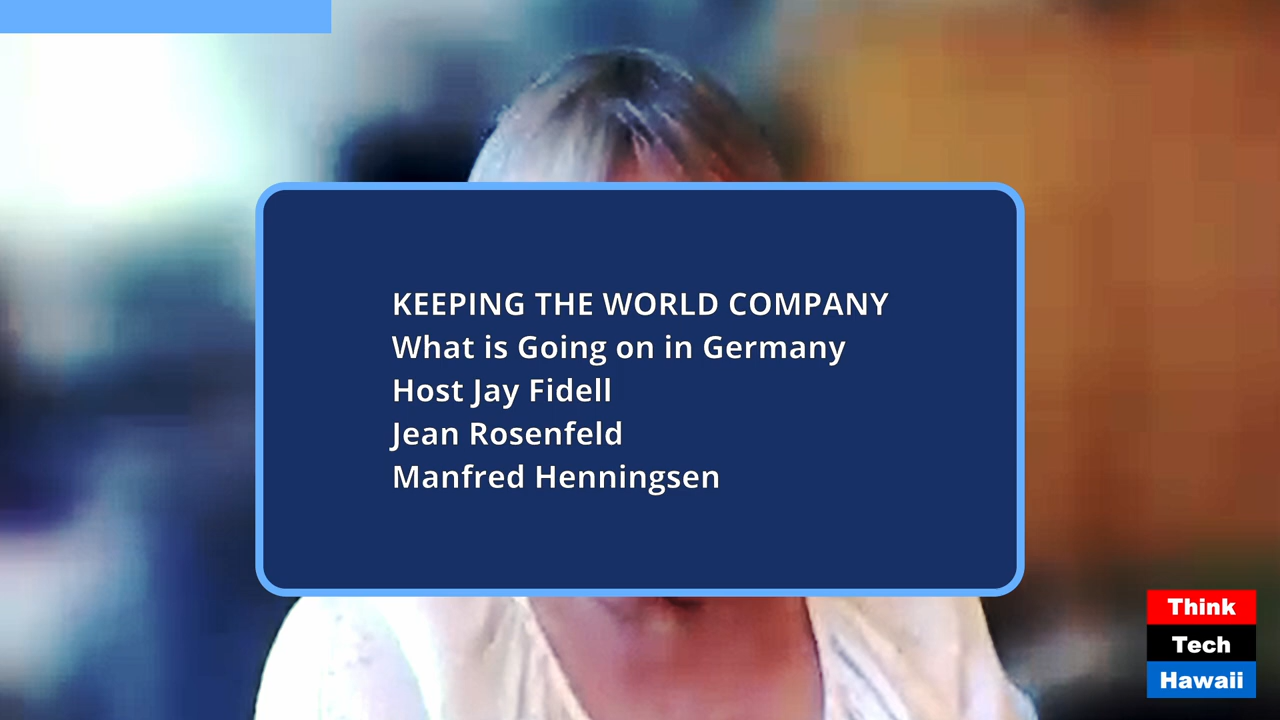 KEEPING THE WORLD COMPANY
What is Going on in Germany
Host Jay Fidell
Jean Rosenfeld
Manfred Henningsen
Think
Tech
Hawaii